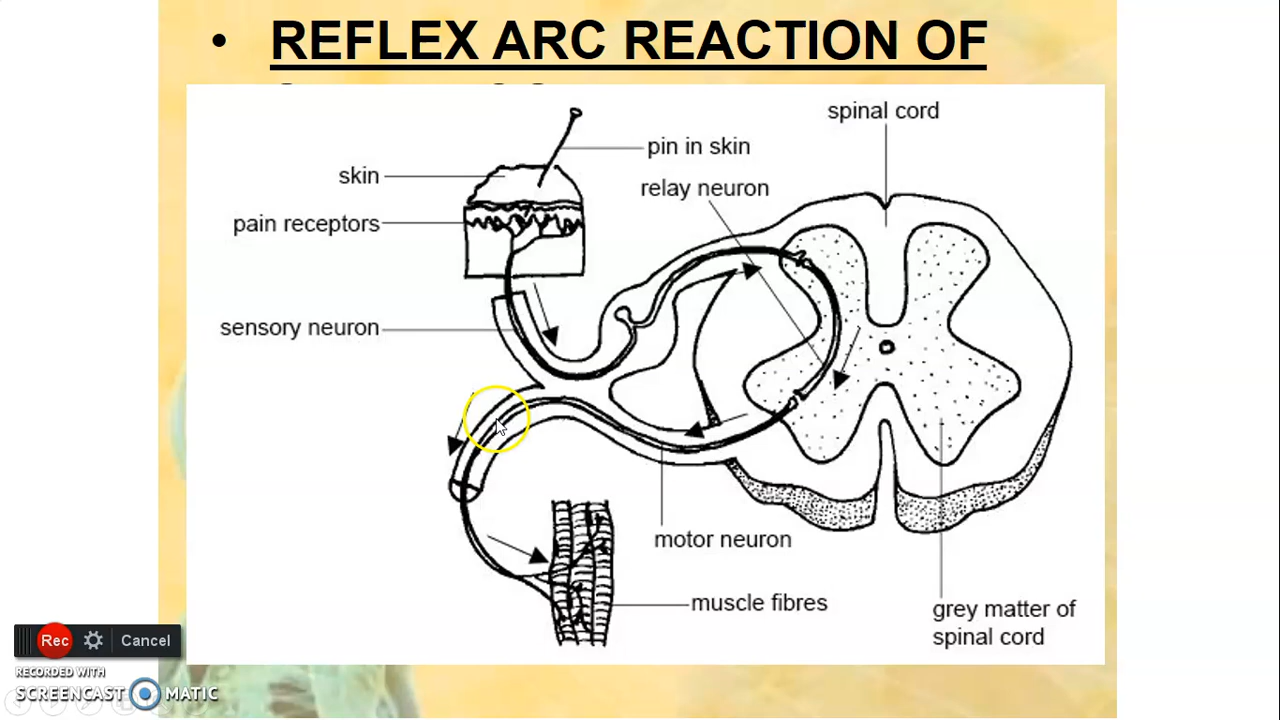 • REFLEX ARC REACTION OF
spinal cord
pin in skin
skin
relay neuron
pain receptors
sensory neuron
motor neuron
muscle fibres
grey matter of
spinal cord
Rec Cancel
RECORDED WITH
SCREENCAST MATIC